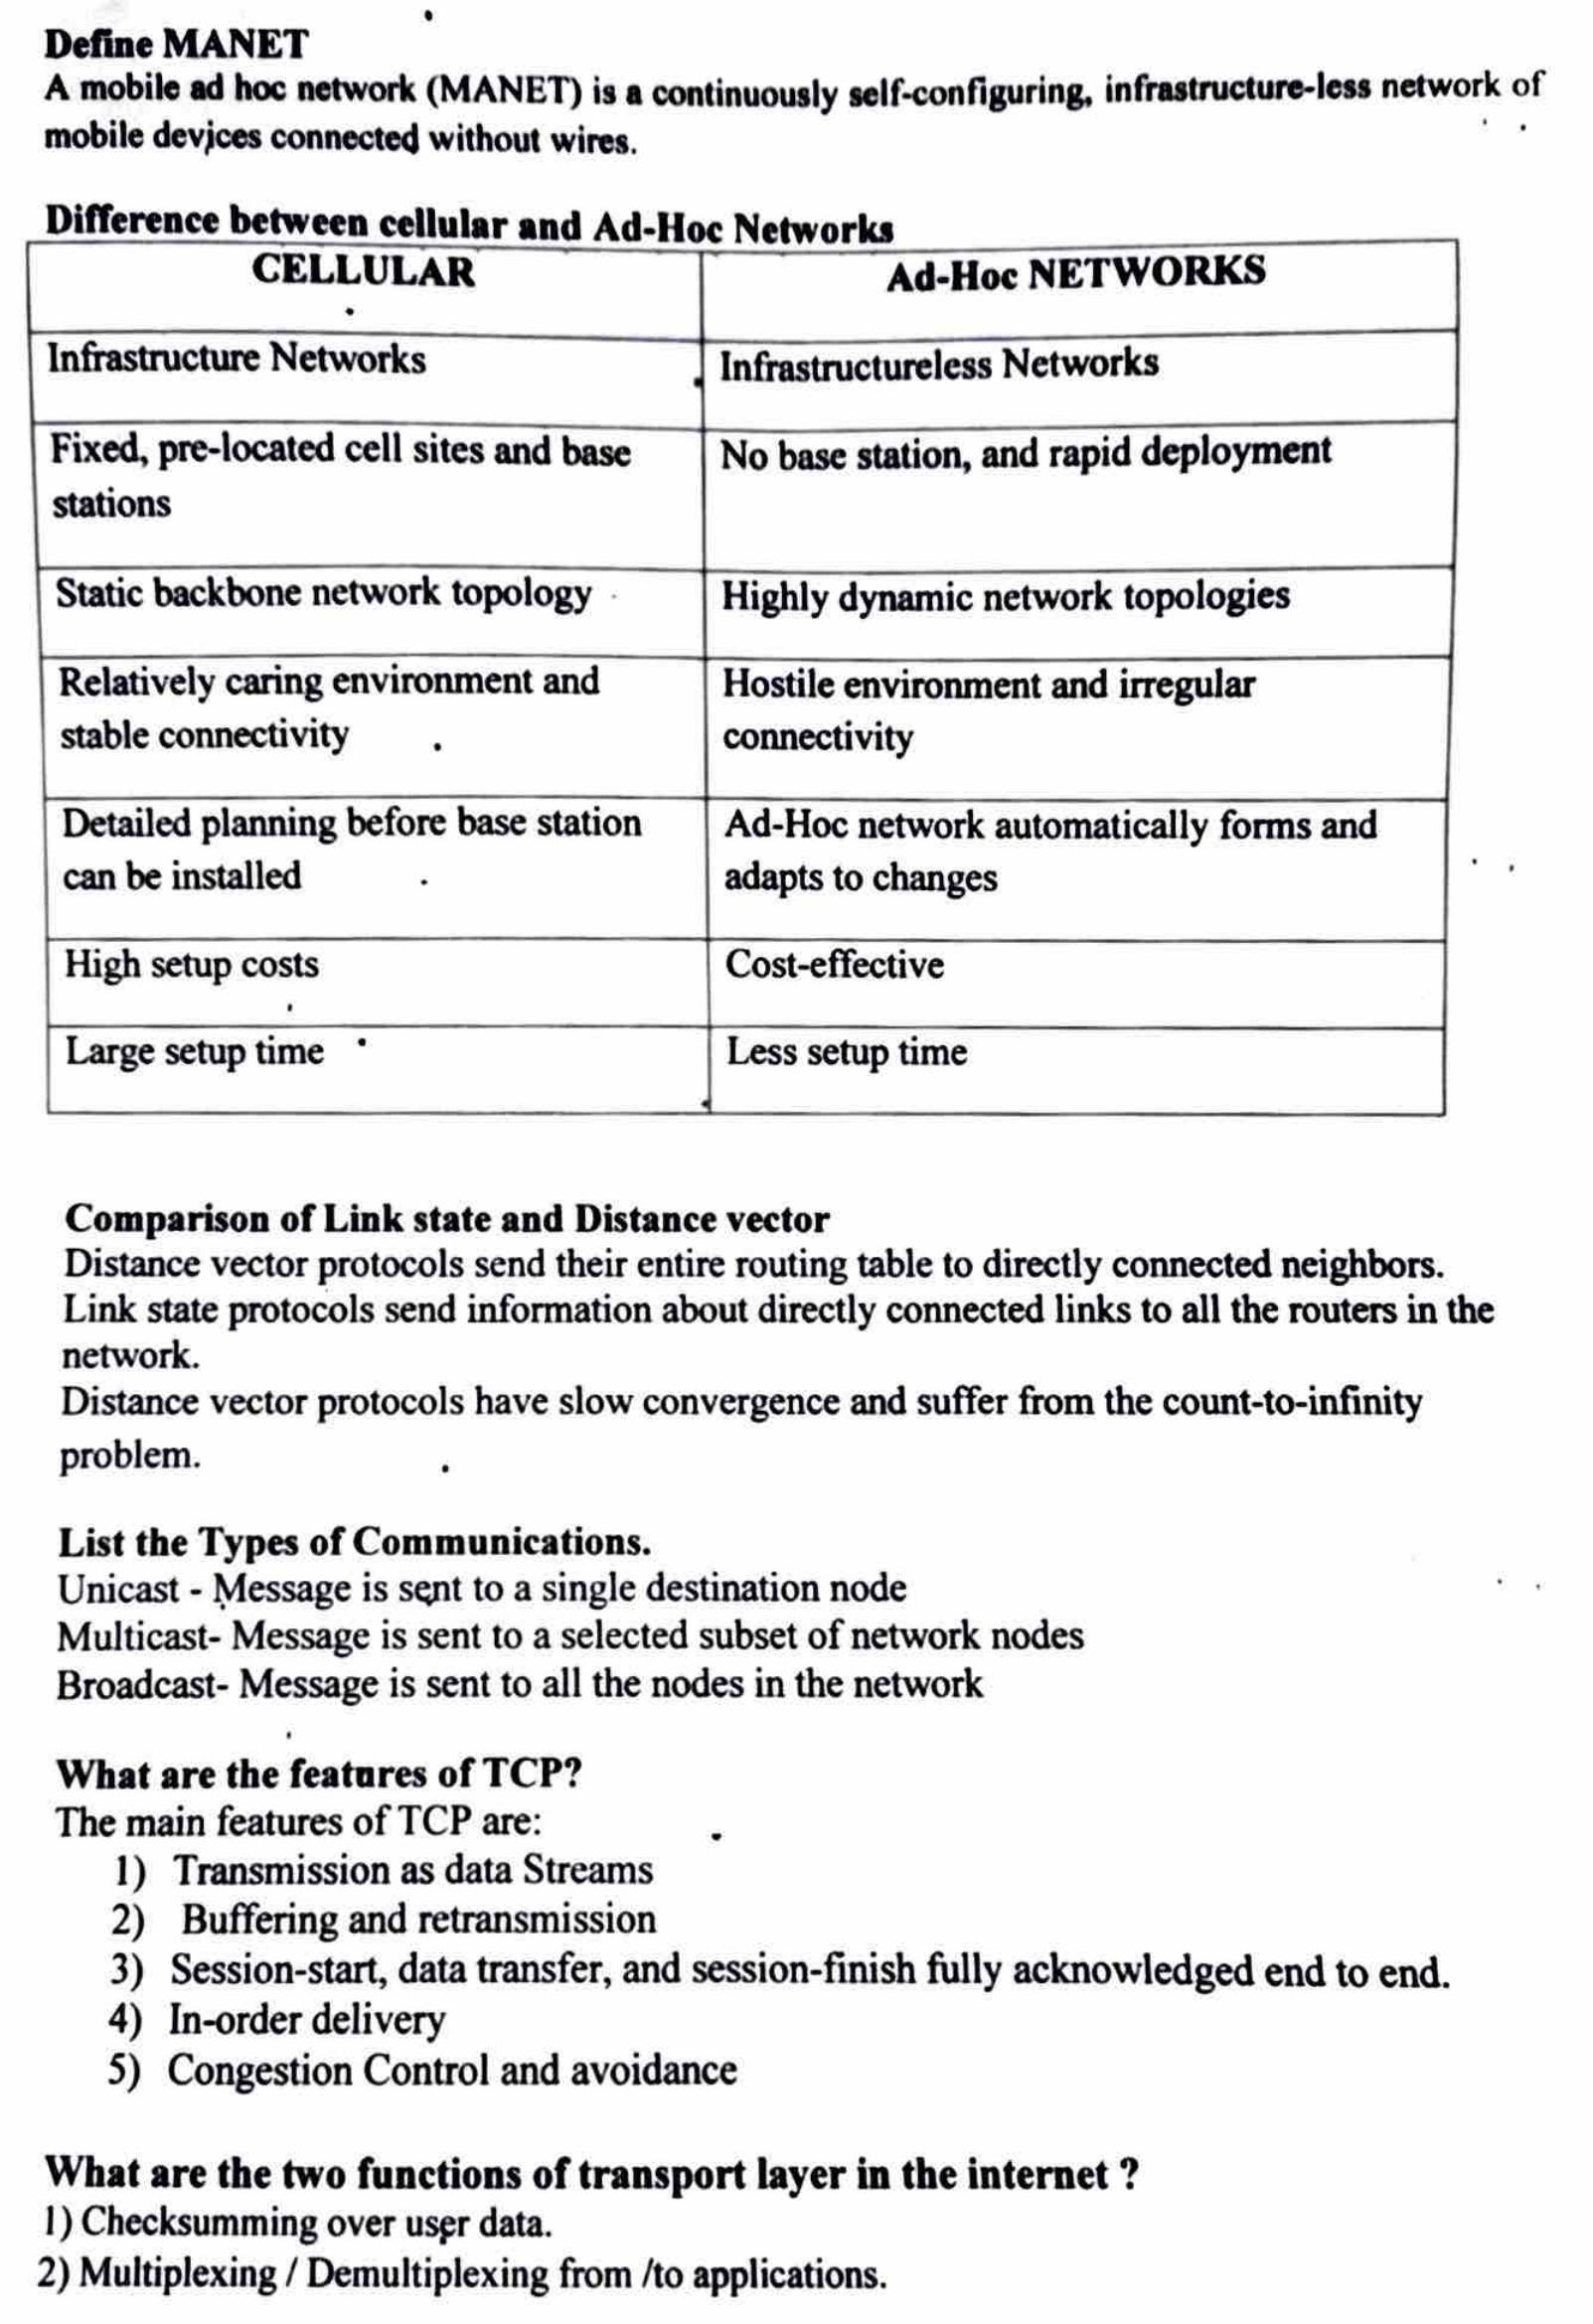 Define MANET
A mobile ad hoc network (MANET) is a continuously self-configuring, infrastructure-less network of
mobile devices connected without wires.
Difference between cellular and Ad-Hoc Networks
CELLULAR
Ad-Hoc NETWORKS
Infrastructure Networks
Infrastructureless Networks
Fixed, pre-located cell sites and base
stations
No base station, and rapid deployment
Static backbone network topology
Highly dynamic network topologies
Relatively caring environment and
stable connectivity
Hostile environment and irregular
connectivity
Detailed planning before base station
can be installed
Ad-Hoc network automatically forms and
adapts to changes
High setup costs
Cost-effective
Large setup time
Less setup time
Comparison of Link state and Distance vector
Distance vector protocols send their entire routing table to directly connected neighbors.
Link state protocols send information about directly connected links to all the routers in the
network.
Distance vector protocols have slow convergence and suffer from the count-to-infinity
problem.
List the Types of Communications.
Unicast - Message is sent to a single destination node
Multicast- Message is sent to a selected subset of network nodes
Broadcast- Message is sent to all the nodes in the network
What are the features of TCP?
The main features of TCP are:
1) Transmission as data Streams
2) Buffering and retransmission
3) Session-start, data transfer, and session-finish fully acknowledged end to end.
4) In-order delivery
5) Congestion Control and avoidance
What are the two functions of transport layer in the internet ?
1) Checksumming over user data.
2) Multiplexing / Demultiplexing from /to applications.